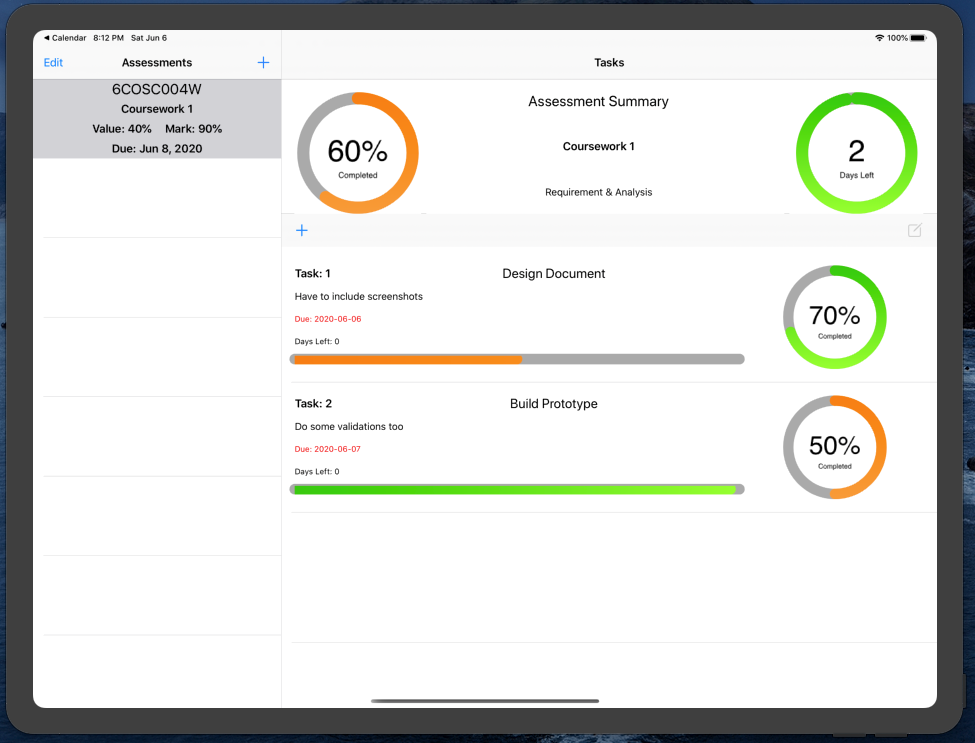 Calendar 8:12 PM Sat Jun 6
100%
Edit Assessments +
Tasks
6COSC004W
Coursework 1
Value: 40% Mark: 90%
Due: Jun 8, 2020
60%
Completed
Assessment Summary
Coursework 1
Requirement & Analysis
2
Days Left
+
Task: 1
Design Document
Have to include screenshots
Due: 2020-06-06
Days Left: 0
70%
Completed
Task: 2
Build Prototype
Do some validations too
Due: 2020-06-07
Days Left: 0
50%
Completed